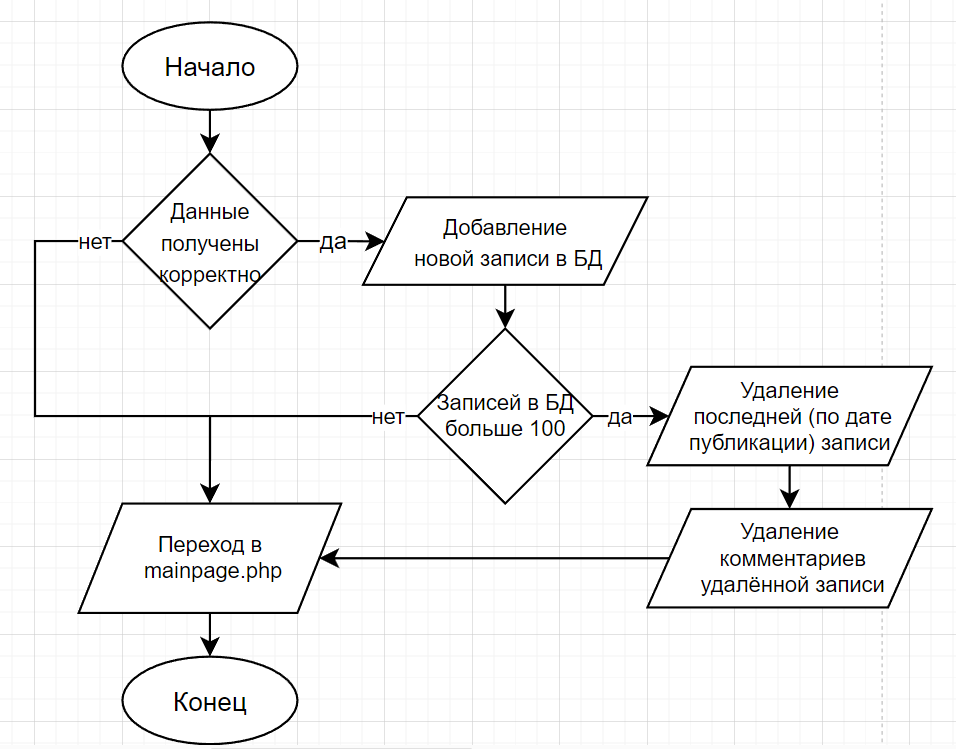 Начало
Данные
получены
корректно
нет
да
Добавление
новой записи в БД
Записей в БД
больше 100
нет
да
Удаление
последней (по дате
публикации) записи
Удаление
комментариев
удалённой записи
Переход в
mainpage.php
Конец